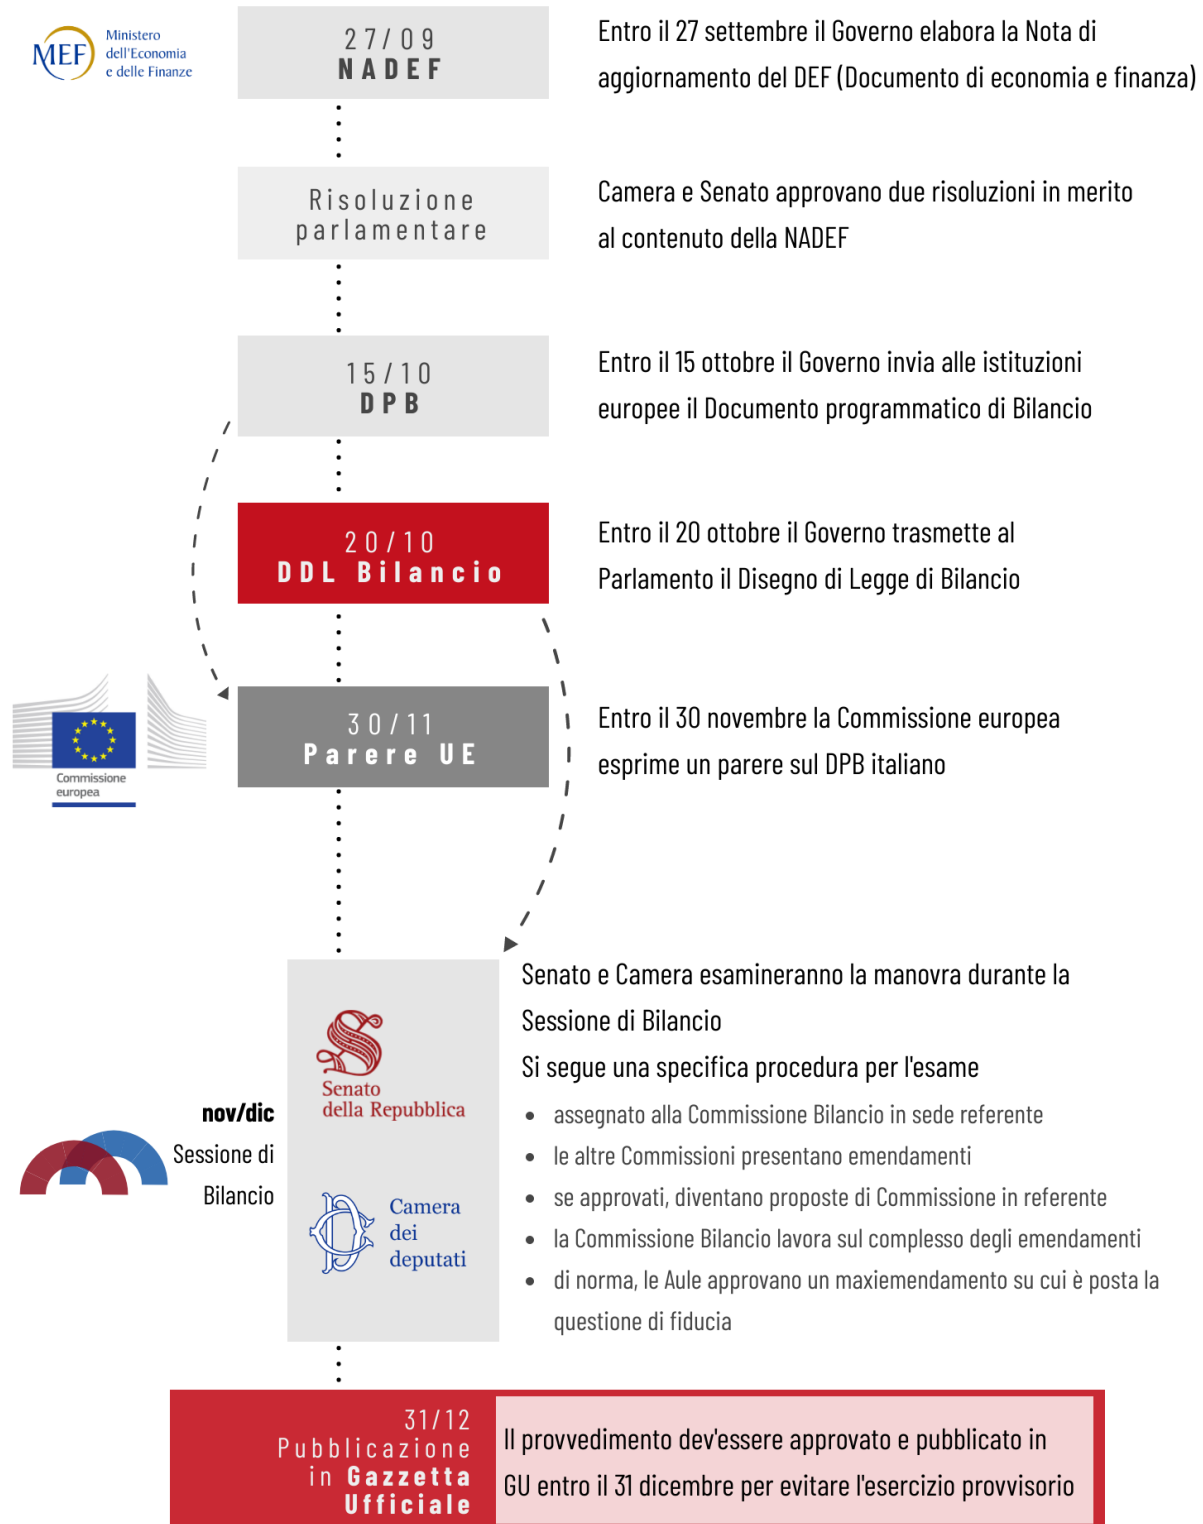 MEF
Ministero
dell'Economia
e delle Finanze
27/09
NADEF
Entro il 27 settembre il Governo elabora la Nota di
aggiornamento del DEF (Documento di economia e finanza)
Risoluzione
parlamentare
Camera e Senato approvano due risoluzioni in merito
al contenuto della NADEF
15/10
DPB
Entro il 15 ottobre il Governo invia alle istituzioni
europee il Documento programmatico di Bilancio
20/10
DDL Bilancio
Entro il 20 ottobre il Governo trasmette al
Parlamento il Disegno di Legge di Bilancio
Commissione
europea
30/11
Parere UE
Entro il 30 novembre la Commissione europea
esprime un parere sul DPB italiano
nov/dic
Sessione di
Bilancio
Senato
della Repubblica
Camera
dei
deputati
Senato e Camera esamineranno la manovra durante la
Sessione di Bilancio
Si segue una specifica procedura per l'esame
• assegnato alla Commissione Bilancio in sede referente
• le altre Commissioni presentano emendamenti
• se approvati, diventano proposte di Commissione in referente
• la Commissione Bilancio lavora sul complesso degli emendamenti
• di norma, le Aule approvano un maxiemendamento su cui è posta la
questione di fiducia
31/12
Pubblicazione
in Gazzetta
Ufficiale
Il provvedimento dev'essere approvato e pubblicato in
GU entro il 31 dicembre per evitare l'esercizio provvisorio